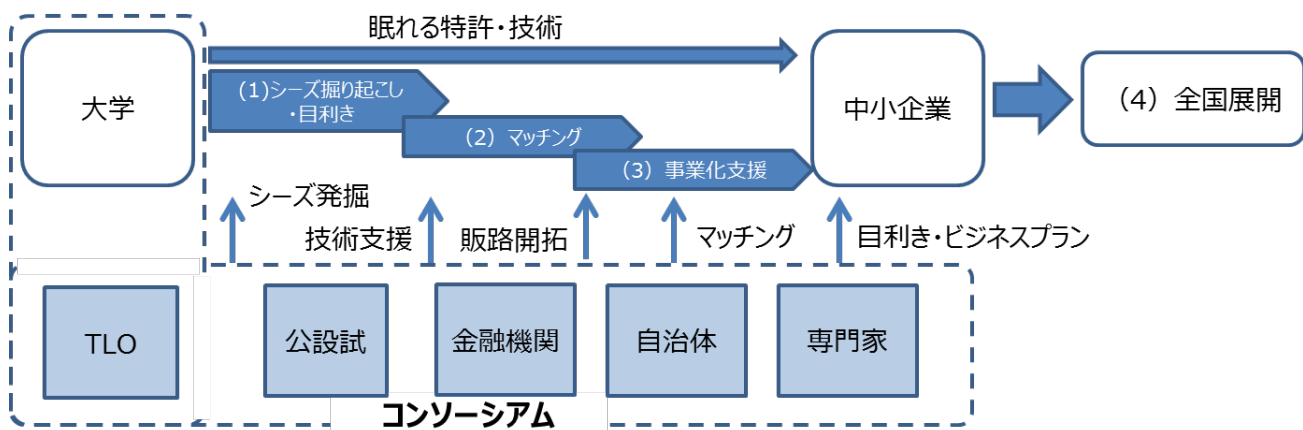 眠れる特許・技術
大学
(1)シーズ掘り起こし
・目利き
(2) マッチング
(3) 事業化支援
中小企業
(4) 全国展開
シーズ発掘
技術支援
販路開拓
マッチング
目利き・ビジネスプラン
TLO
公設試
金融機関
自治体
専門家
コンソーシアム